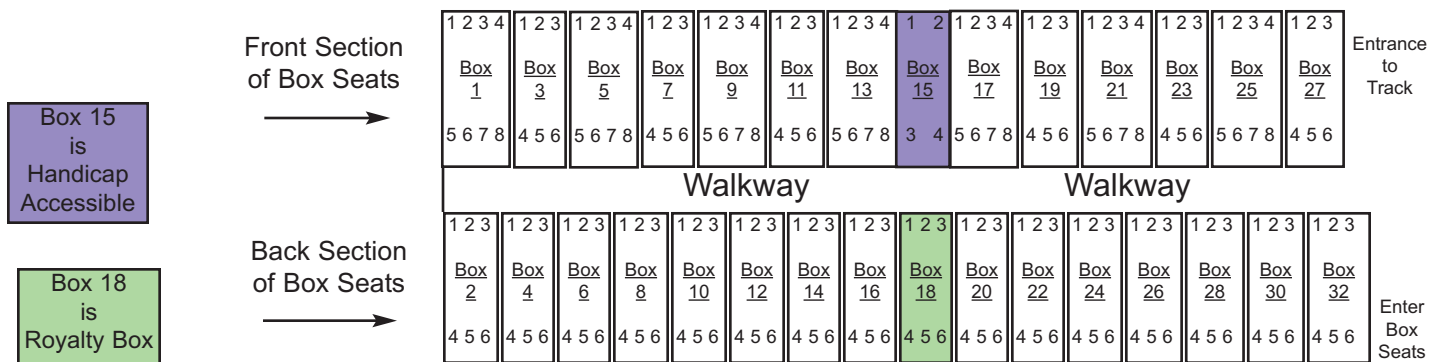 1 2 3 4 1 2 3 1 2 3 4 1 2 3 1 2 3 4 1 2 3 1 2 3 4 1 2 1 2 3 4 1 2 3 1 2 3 4 1 2 3 1 2 3 4 1 2 3
Front Section
of Box Seats
Box Box Box Box Box Box Box Box Box Box Box Box Box Box
1 3 5 7 9 11 13 15 17 19 21 23 25 27
5 6 7 8 4 5 6 5 6 7 8 4 5 6 5 6 7 8 4 5 6 5 6 7 8 3 4 5 6 7 8 4 5 6 5 6 7 8 4 5 6 5 6 7 8 4 5 6
Entrance
to
Track
Box 15
is
Handicap
Accessible
Walkway Walkway
1 2 3 1 2 3 1 2 3 1 2 3 1 2 3 1 2 3 1 2 3 1 2 3 1 2 3 1 2 3 1 2 3 1 2 3 1 2 3 1 2 3 1 2 3 1 2 3
Back Section
of Box Seats
Box Box Box Box Box Box Box Box Box Box Box Box Box Box Box Box
2 4 6 8 10 12 14 16 18 20 22 24 26 28 30 32
4 5 6 4 5 6 4 5 6 4 5 6 4 5 6 4 5 6 4 5 6 4 5 6 4 5 6 4 5 6 4 5 6 4 5 6 4 5 6 4 5 6 4 5 6 4 5 6
Box 18
is
Royalty Box
Enter
Box
Seats